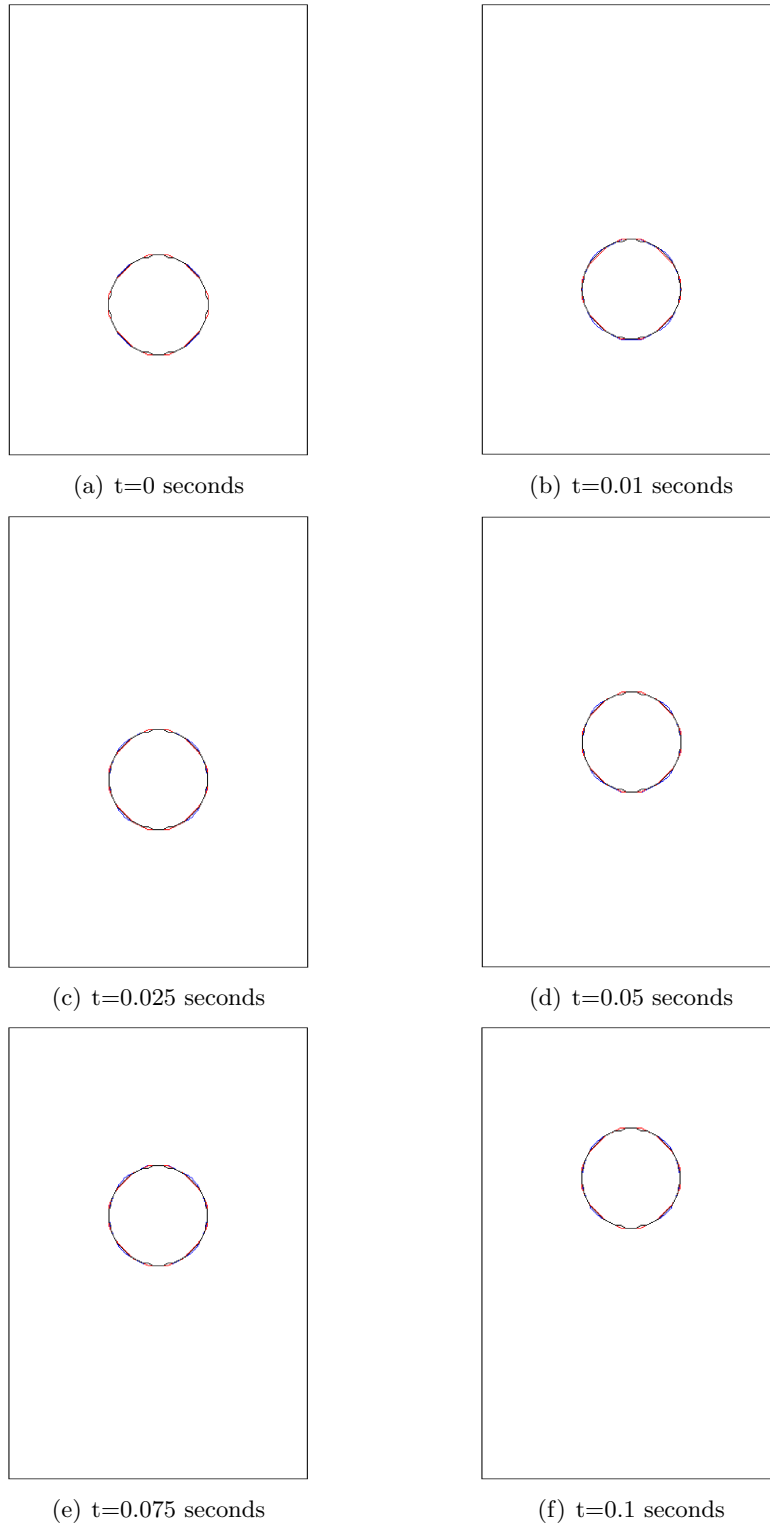 (a) t=0 seconds
(b) t=0.01 seconds
(c) t=0.025 seconds
(d) t=0.05 seconds
(e) t=0.075 seconds
(f) t=0.1 seconds